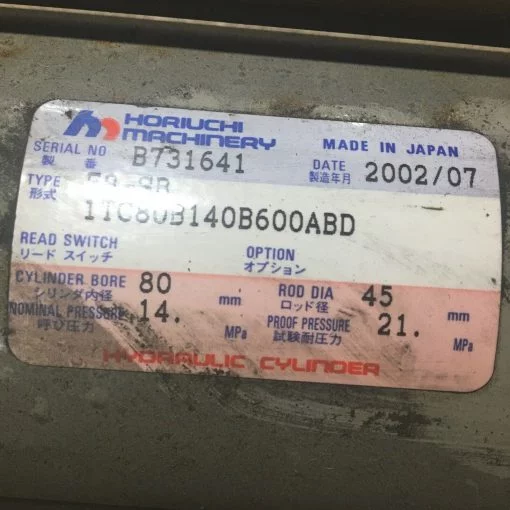 HORIUCHI
MACHINERY
MADE IN JAPAN
SERIAL NO B731641 DATE 2002/07
製 番 製造年月
TYPE
形式 1TC80B140B600ABD
READ SWITCH OPTION
リード スイッチ オプション
CYLINDER BORE 80 mm ROD DIA 45 mm
シリンダ内径 ロッド径
NOMINAL PRESSURE 14. MPa PROOF PRESSURE 21. MPa
呼び圧力 試験耐圧力
HYDRAULIC CYLINDER